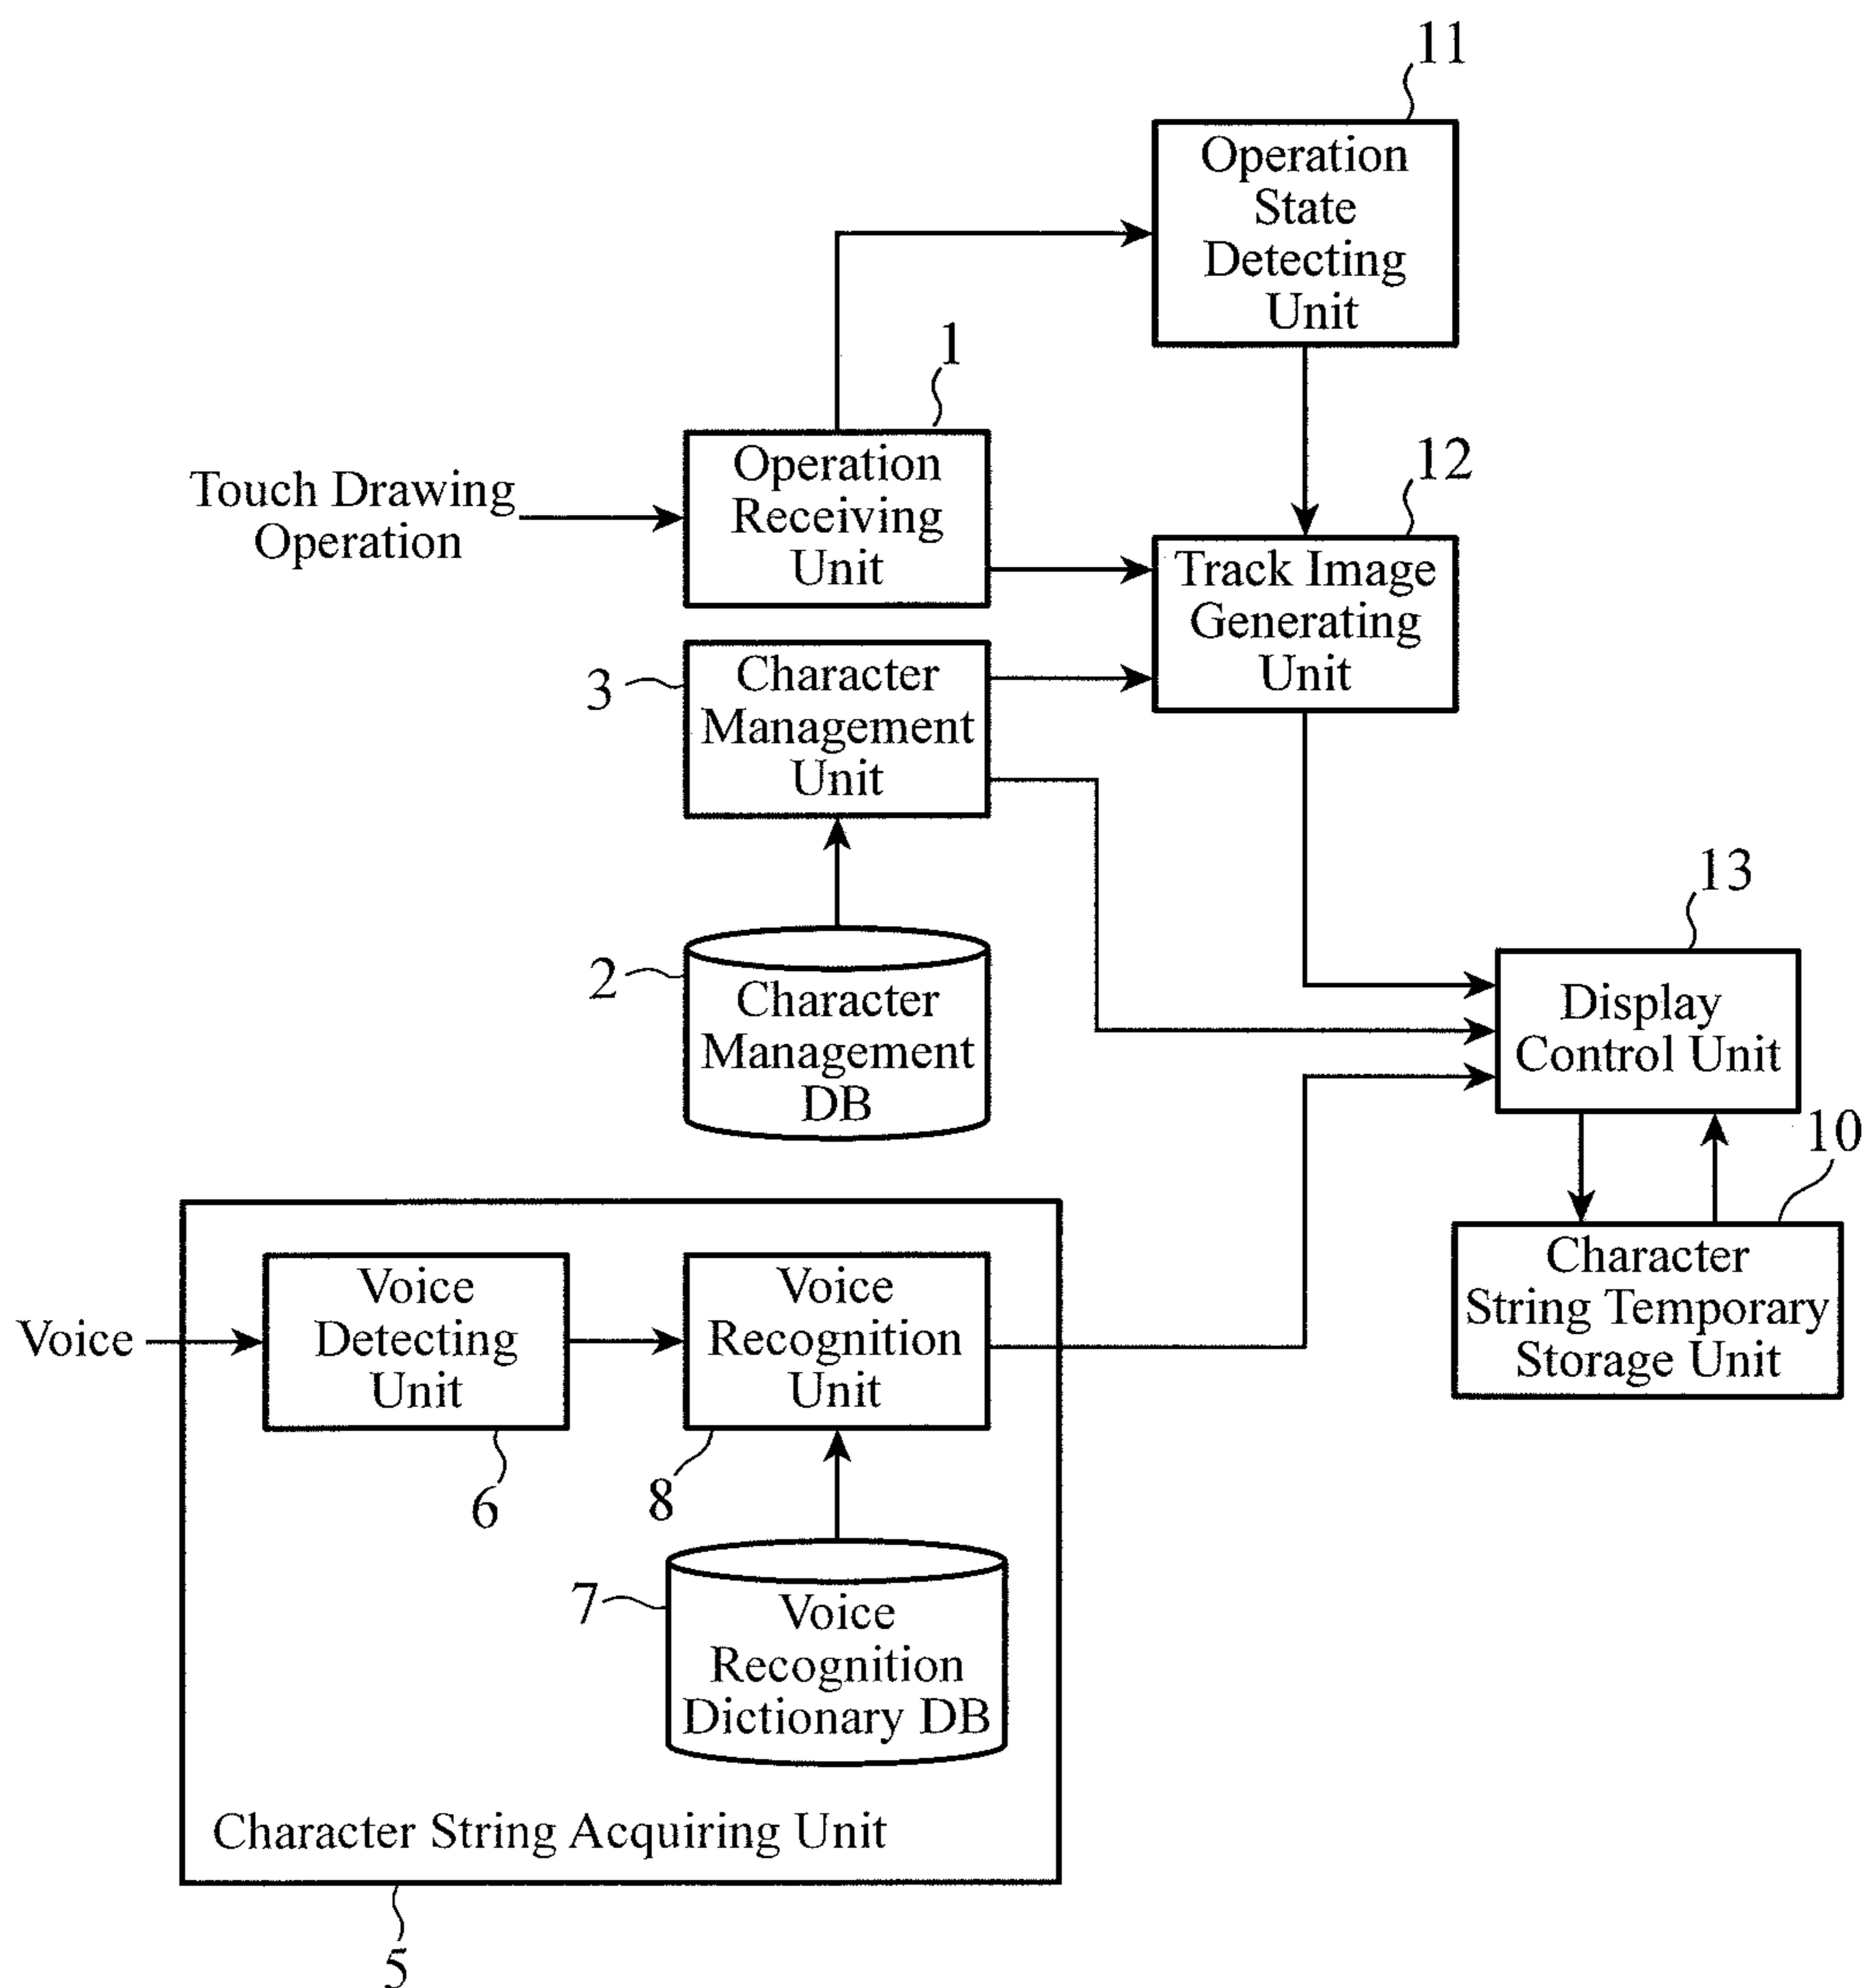 11
Operation
State
Detecting
Unit
1
Operation
Receiving
Unit
Touch Drawing
Operation
12
Track Image
Generating
Unit
3
Character
Management
Unit
2
Character
Management
DB
13
Display
Control Unit
10
Character
String Temporary
Storage Unit
Voice
Voice
Detecting
Unit
6
Voice
Recognition
Unit
8
7
Voice
Recognition
Dictionary DB
Character String Acquiring Unit
5